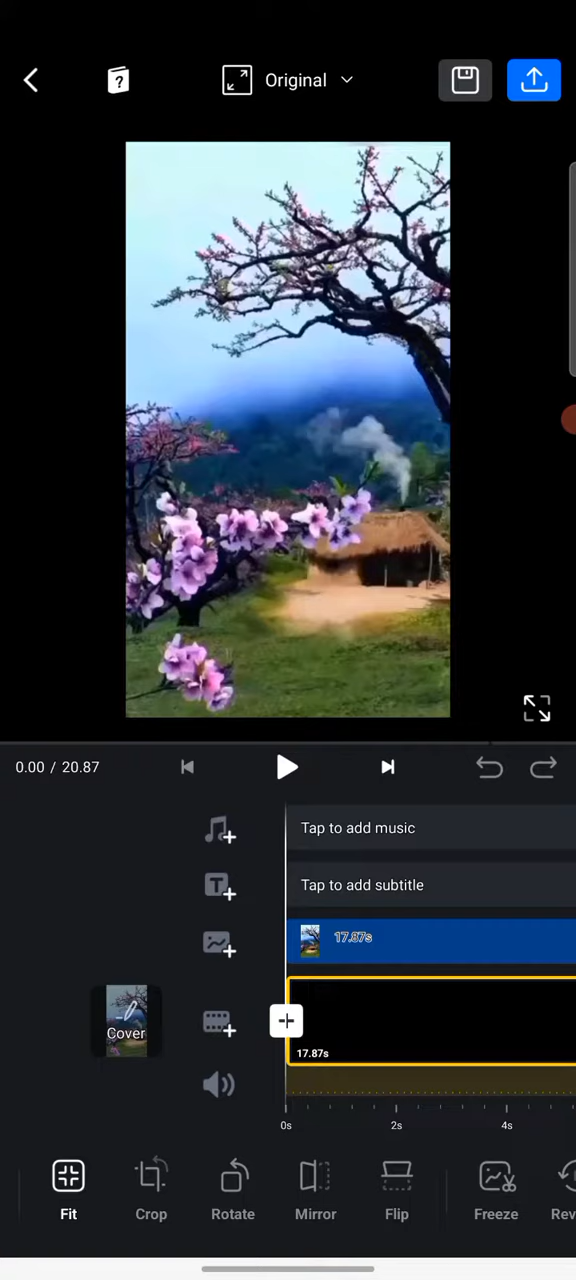 ?
Original
0.00 / 20.87
Tap to add music
T
Tap to add subtitle
17.87s
Cover
17.87s
0s 2s 4s
Fit Crop Rotate Mirror Flip Freeze Rev